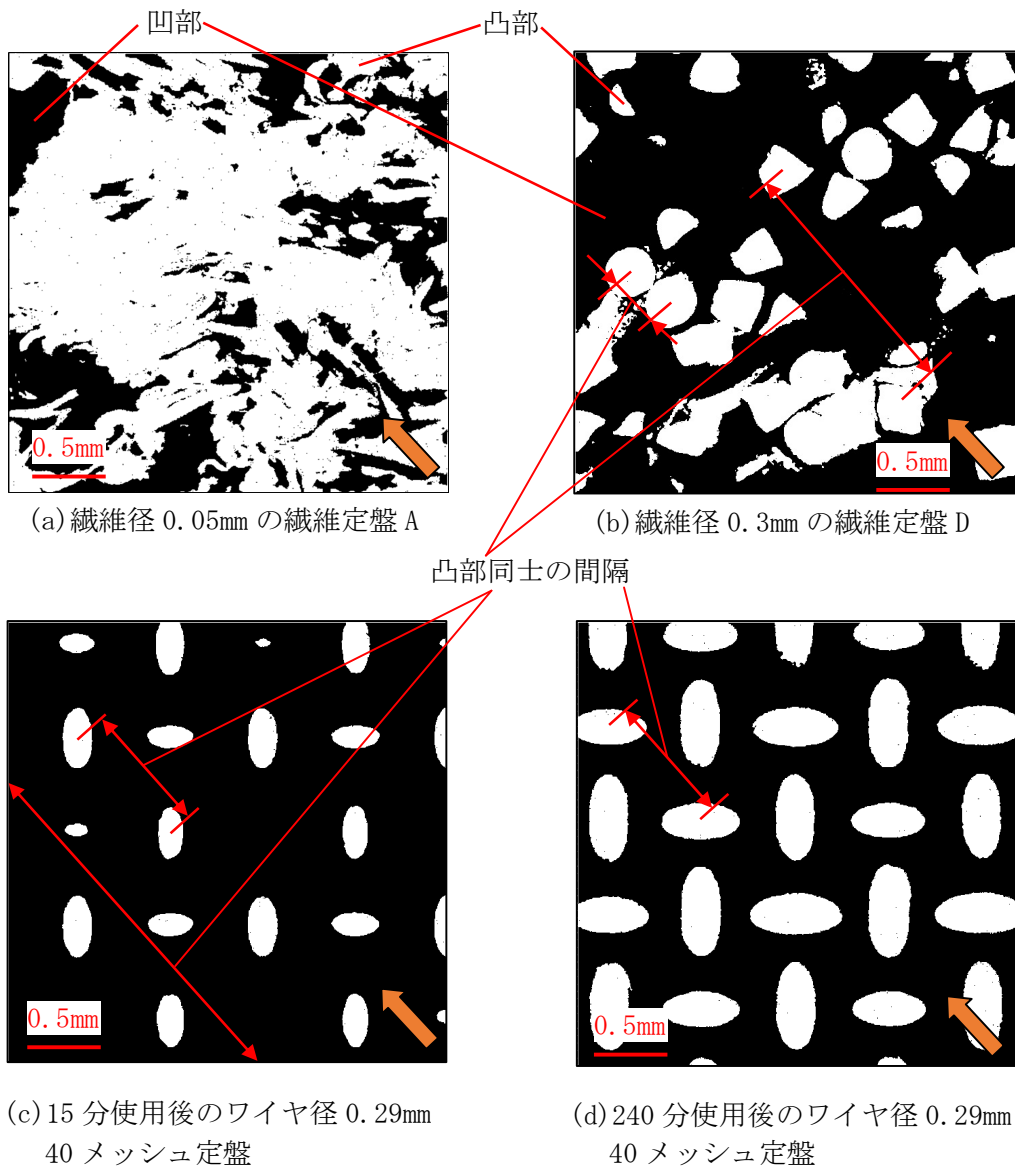 凹部
凸部
0.5mm
0.5mm
(a)繊維径 0.05mm の繊維定盤 A
(b)繊維径 0.3mm の繊維定盤 D
凸部同士の間隔
0.5mm
0.5mm
(c)15 分使用後のワイヤ径 0.29mm
40 メッシュ定盤
(d)240 分使用後のワイヤ径 0.29mm
40 メッシュ定盤